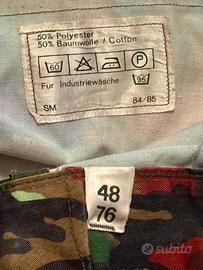 50% Polyester
50% Baumwolle / Cotton
60 P 95
Für Industriewäsche
SM 84/85
48
76
subito